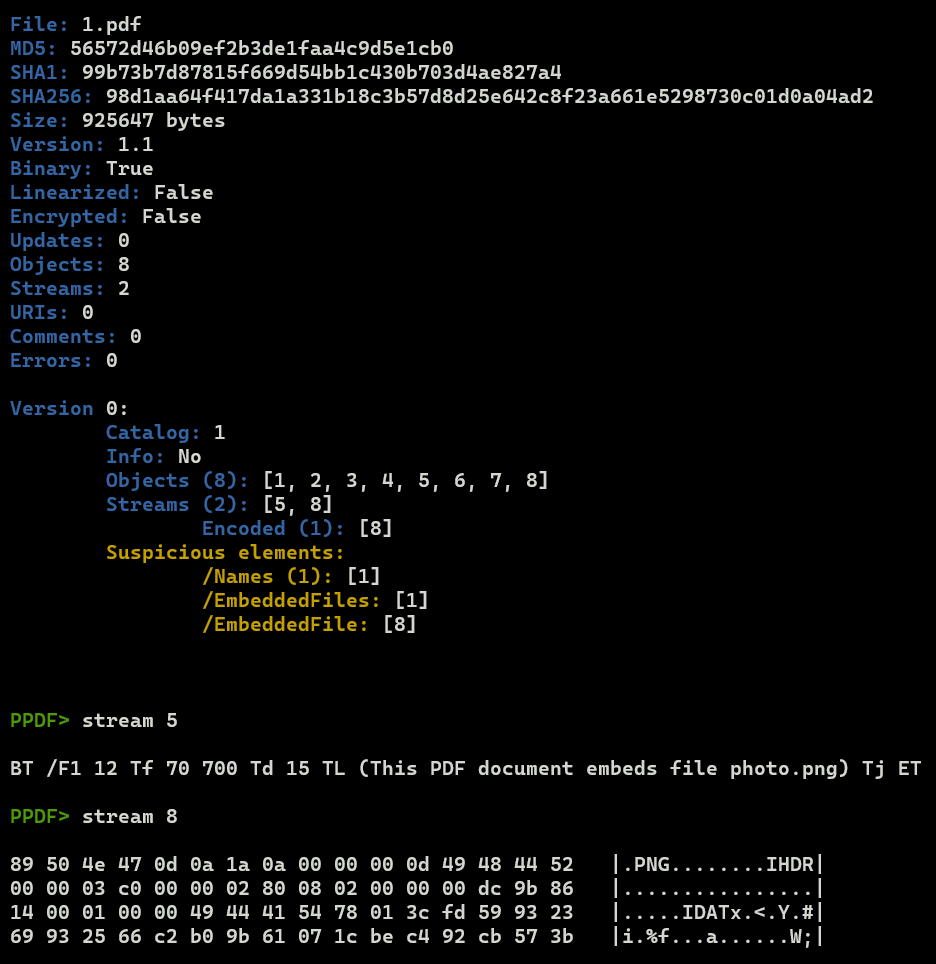 File: 1.pdf
MD5: 56572d46b09ef2b3de1faa4c9d5e1cb0
SHA1: 99b73b7d87815f669d54bb1c430b703d4ae827a4
SHA256: 98d1aa64f417da1a331b18c3b57d8d25e642c8f23a661e5298730c01d0a04ad2
Size: 925647 bytes
Version: 1.1
Binary: True
Linearized: False
Encrypted: False
Updates: 0
Objects: 8
Streams: 2
URIs: 0
Comments: 0
Errors: 0
Version 0:
Catalog: 1
Info: No
Objects (8): [1, 2, 3, 4, 5, 6, 7, 8]
Streams (2): [5, 8]
Encoded (1): [8]
Suspicious elements:
/Names (1): [1]
/EmbeddedFiles: [1]
/EmbeddedFile: [8]
PPDF> stream 5
BT /F1 12 Tf 70 700 Td 15 TL (This PDF document embeds file photo.png) Tj ET
PPDF> stream 8
89 50 4e 47 0d 0a 1a 0a 00 00 00 0d 49 48 44 52   |.PNG........IHDR|
00 00 03 c0 00 00 02 80 08 02 00 00 00 dc 9b 86   |................|
14 00 01 00 00 49 44 41 54 78 01 3c fd 59 93 23   |.....IDATx.<.Y.#|
69 93 25 66 c2 b0 9b 61 07 1c be c4 92 cb 57 3b   |i.%f...a......W;|